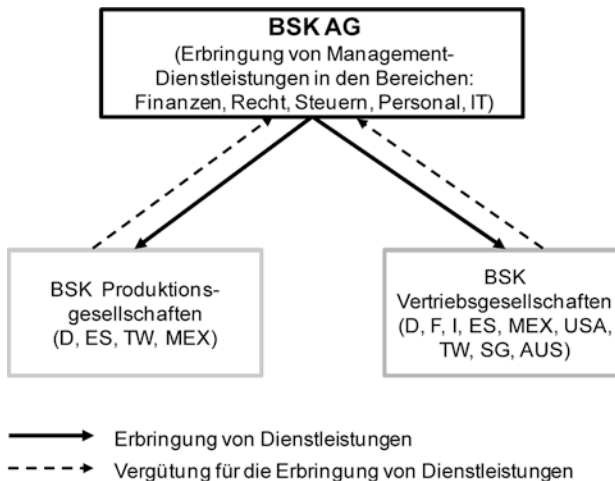 BSK AG
(Erbringung von Management-
Dienstleistungen in den Bereichen:
Finanzen, Recht, Steuern, Personal, IT)
BSK Produktions-
gesellschaften
(D, ES, TW, MEX)
BSK
Vertriebsgesellschaften
(D, F, I, ES, MEX, USA,
TW, SG, AUS)
Erbringung von Dienstleistungen
Vergütung für die Erbringung von Dienstleistungen